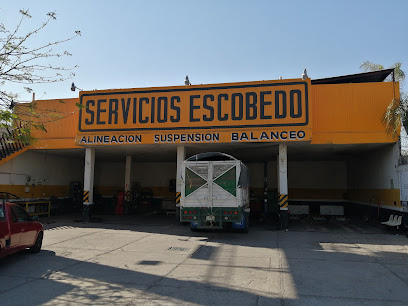 SERVICIOS ESCOBEDO
ALINEACION SUSPENSION BALANCEO